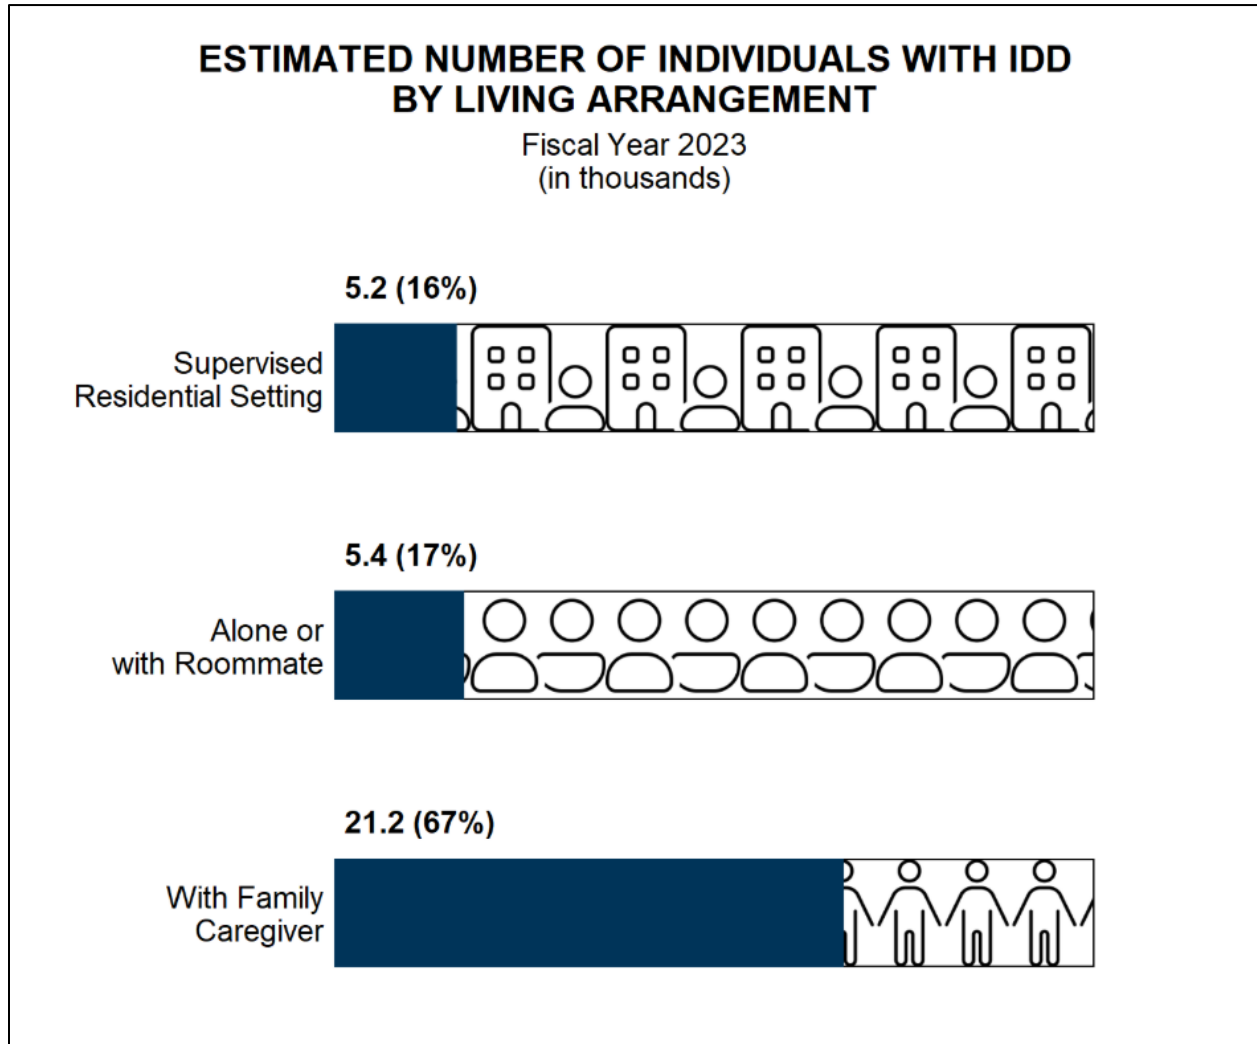 ESTIMATED NUMBER OF INDIVIDUALS WITH IDD
BY LIVING ARRANGEMENT
Fiscal Year 2023
(in thousands)
5.2 (16%)
Supervised
Residential Setting
5.4 (17%)
Alone or
with Roommate
21.2 (67%)
With Family
Caregiver